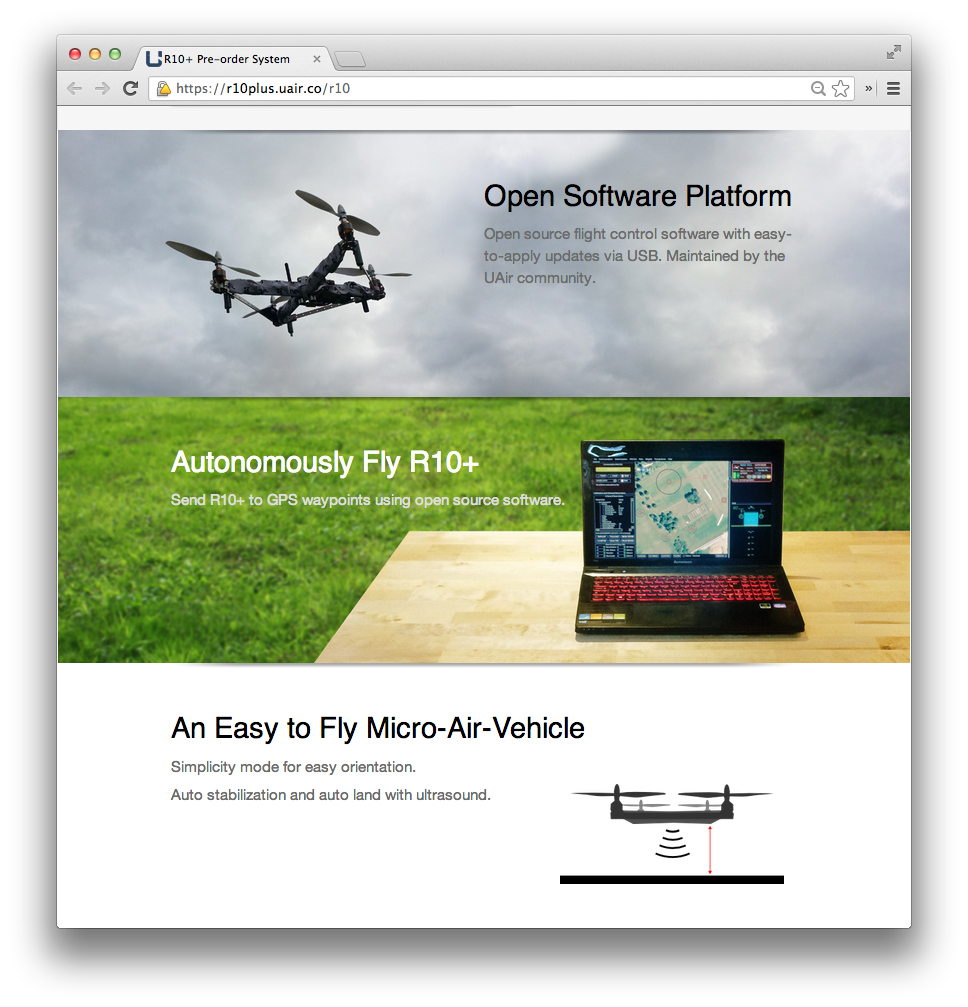 R10+ Pre-order System
https://r10plus.uair.co/r10
Open Software Platform
Open source flight control software with easy-
to-apply updates via USB. Maintained by the
UAir community.
Autonomously Fly R10+
Send R10+ to GPS waypoints using open source software.
An Easy to Fly Micro-Air-Vehicle
Simplicity mode for easy orientation.
Auto stabilization and auto land with ultrasound.